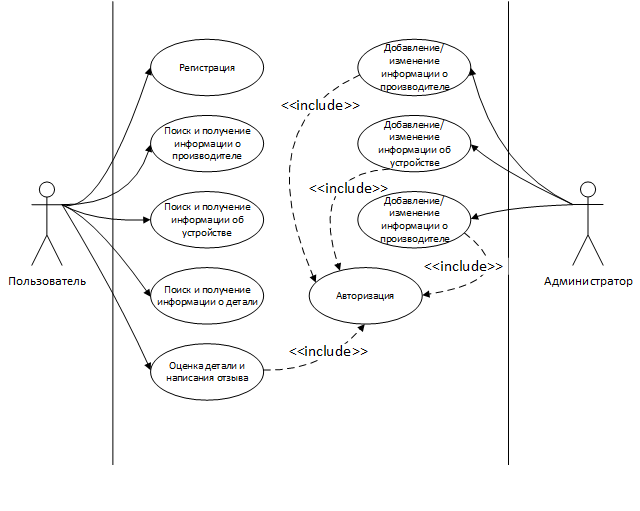 Регистрация
Добавление/
изменение
информации о
производителе
<<include>>
Поиск и получение
информации о
производителе
Добавление/
изменение
информации об
устройстве
<<include>>
Поиск и получение
информации об
устройстве
Добавление/
изменение
информации о
производителе
<<include>>
Пользователь
Администратор
Поиск и получение
информации о детали
Авторизация
<<include>>
Оценка детали и
написания отзыва